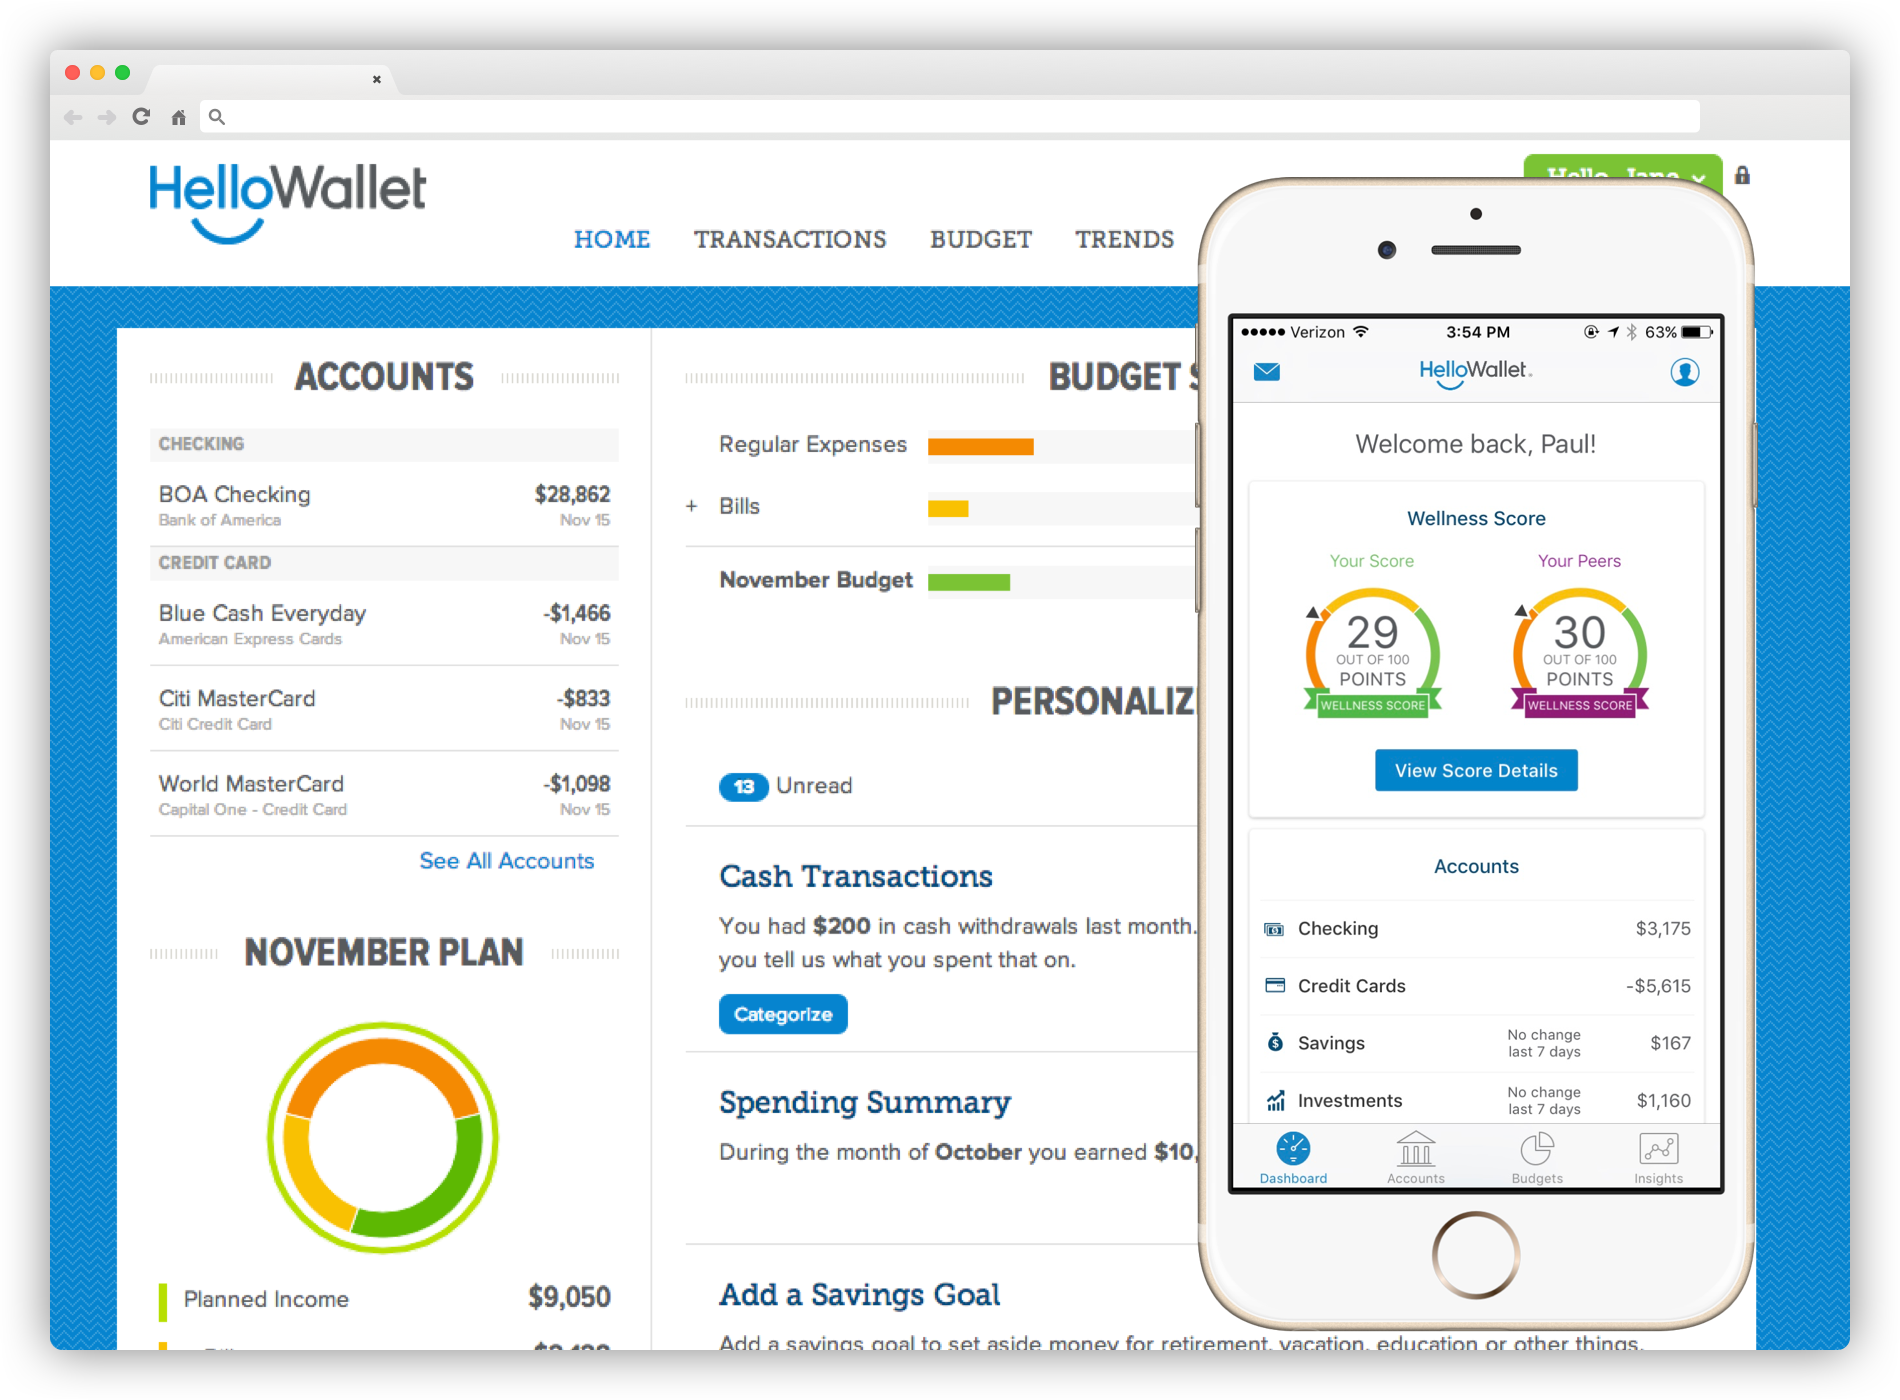 HelloWallet
Hello, Jane
HOME TRANSACTIONS BUDGET TRENDS
ACCOUNTS
CHECKING
BOA Checking $28,862
Bank of America Nov 15
CREDIT CARD
Blue Cash Everyday -$1,466
American Express Cards Nov 15
Citi MasterCard -$833
Citi Credit Card Nov 15
World MasterCard -$1,098
Capital One - Credit Card Nov 15
See All Accounts
NOVEMBER PLAN
Planned Income $9,050
BUDGET
Regular Expenses
+ Bills
November Budget
PERSONALIZ
13 Unread
Cash Transactions
You had $200 in cash withdrawals last month.
you tell us what you spent that on.
Categorize
Spending Summary
During the month of October you earned $10,
Add a Savings Goal
Add a savings goal to set aside money for retirement, vacation, education or other things.
Verizon 3:54 PM 63%
HelloWallet
Welcome back, Paul!
Wellness Score
Your Score Your Peers
29 30
OUT OF 100 OUT OF 100
POINTS POINTS
WELLNESS SCORE WELLNESS SCORE
View Score Details
Accounts
Checking $3,175
Credit Cards -$5,615
Savings No change last 7 days $167
Investments No change last 7 days $1,160
Dashboard Accounts Budgets Insights